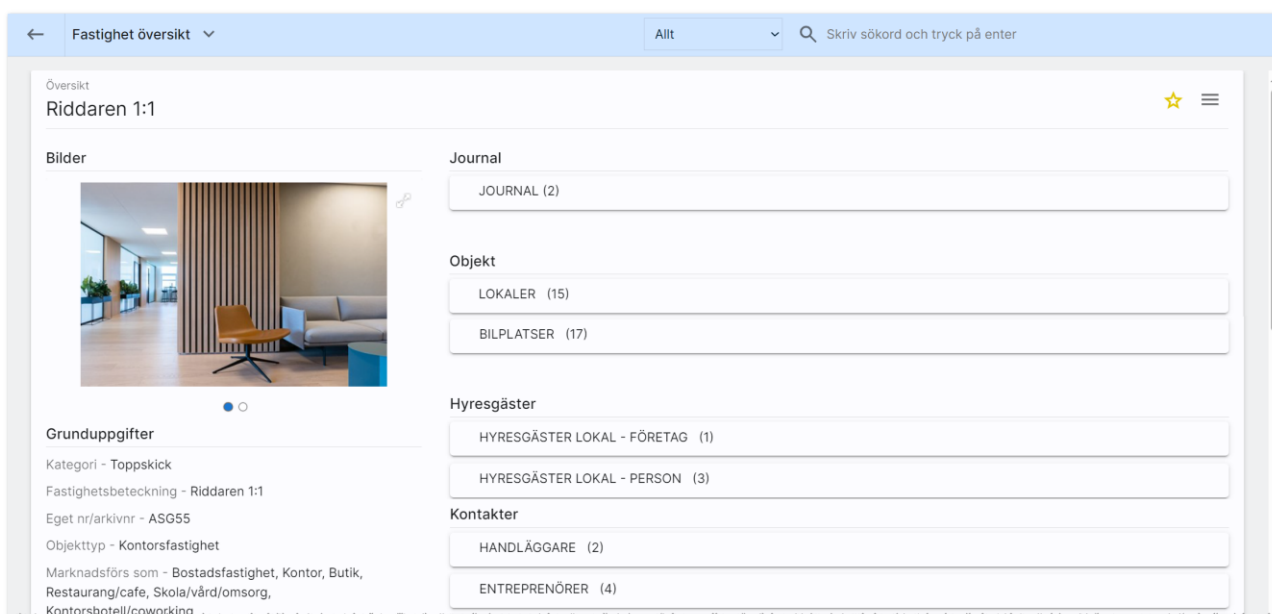 Fastighet översikt
Allt
Skriv sökord och tryck på enter
Översikt
Riddaren 1:1
Bilder
Grunduppgifter
Kategori - Toppskick
Fastighetsbeteckning - Riddaren 1:1
Eget nr/arkivnr - ASG55
Objekttyp - Kontorsfastighet
Marknadsförs som - Bostadsfastighet, Kontor, Butik,
Restaurang/cafe, Skola/vård/omsorg,
Kontorshotell/coworking
Journal
JOURNAL (2)
Objekt
LOKALER (15)
BILPLATSER (17)
Hyresgäster
HYRESGÄSTER LOKAL - FÖRETAG (1)
HYRESGÄSTER LOKAL - PERSON (3)
Kontakter
HANDLÄGGARE (2)
ENTREPRENÖRER (4)